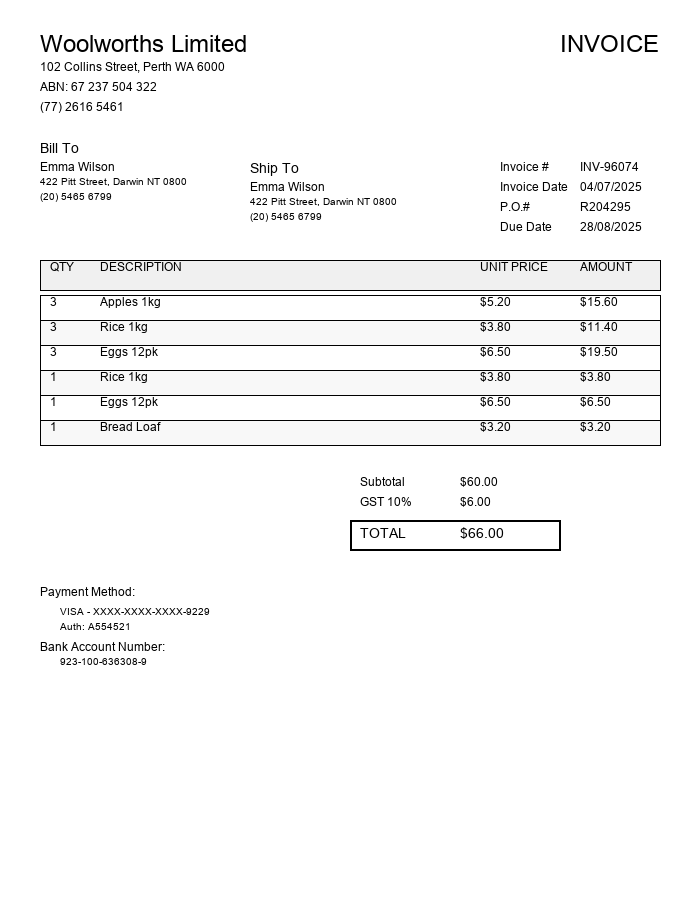 Woolworths Limited
INVOICE
102 Collins Street, Perth WA 6000
ABN: 67 237 504 322
(77) 2616 5461
Bill To
Emma Wilson
422 Pitt Street, Darwin NT 0800
(20) 5465 6799
Ship To
Emma Wilson
422 Pitt Street, Darwin NT 0800
(20) 5465 6799
Invoice # INV-96074
Invoice Date 04/07/2025
P.O.# R204295
Due Date 28/08/2025
QTY DESCRIPTION UNIT PRICE AMOUNT
3 Apples 1kg $5.20 $15.60
3 Rice 1kg $3.80 $11.40
3 Eggs 12pk $6.50 $19.50
1 Rice 1kg $3.80 $3.80
1 Eggs 12pk $6.50 $6.50
1 Bread Loaf $3.20 $3.20
Subtotal $60.00
GST 10% $6.00
TOTAL $66.00
Payment Method:
VISA - XXXX-XXXX-XXXX-9229
Auth: A554521
Bank Account Number:
923-100-636308-9